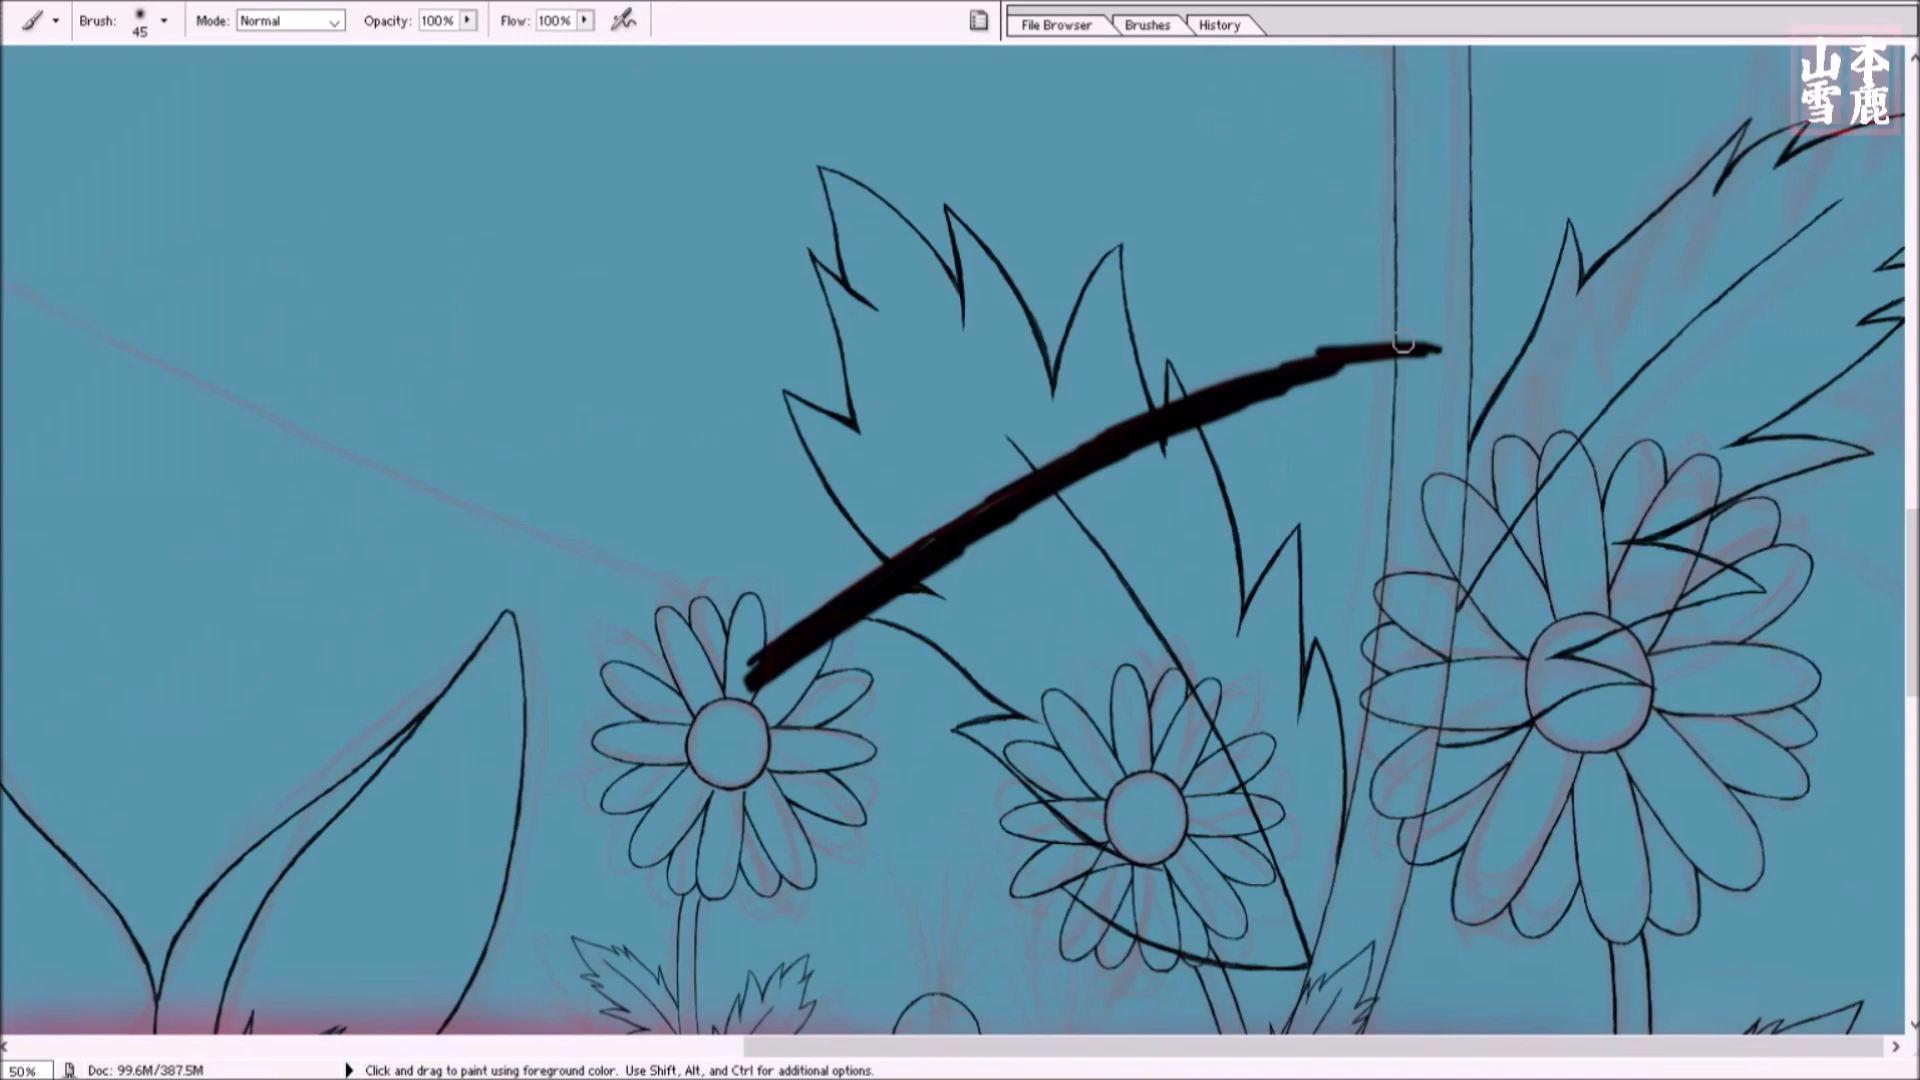 Brush: 45 Mode: Normal Opacity: 100% Flow: 100% File Browser Brushes History
山本
雪鹿
50% Doc: 99.6M/387.5M Click and drag to paint using foreground color. Use Shift, Alt, and Ctrl for additional options.